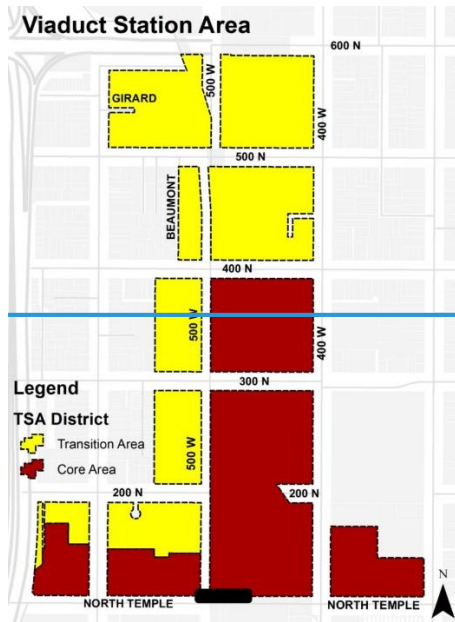 Viaduct Station Area
600 N
500 W
GIRARD
400 W
500 N
BEAUMONT
400 N
500 W
400 W
300 N
Legend
TSA District
Transition Area
Core Area
500 W
200 N
200 N
N
NORTH TEMPLE
NORTH TEMPLE